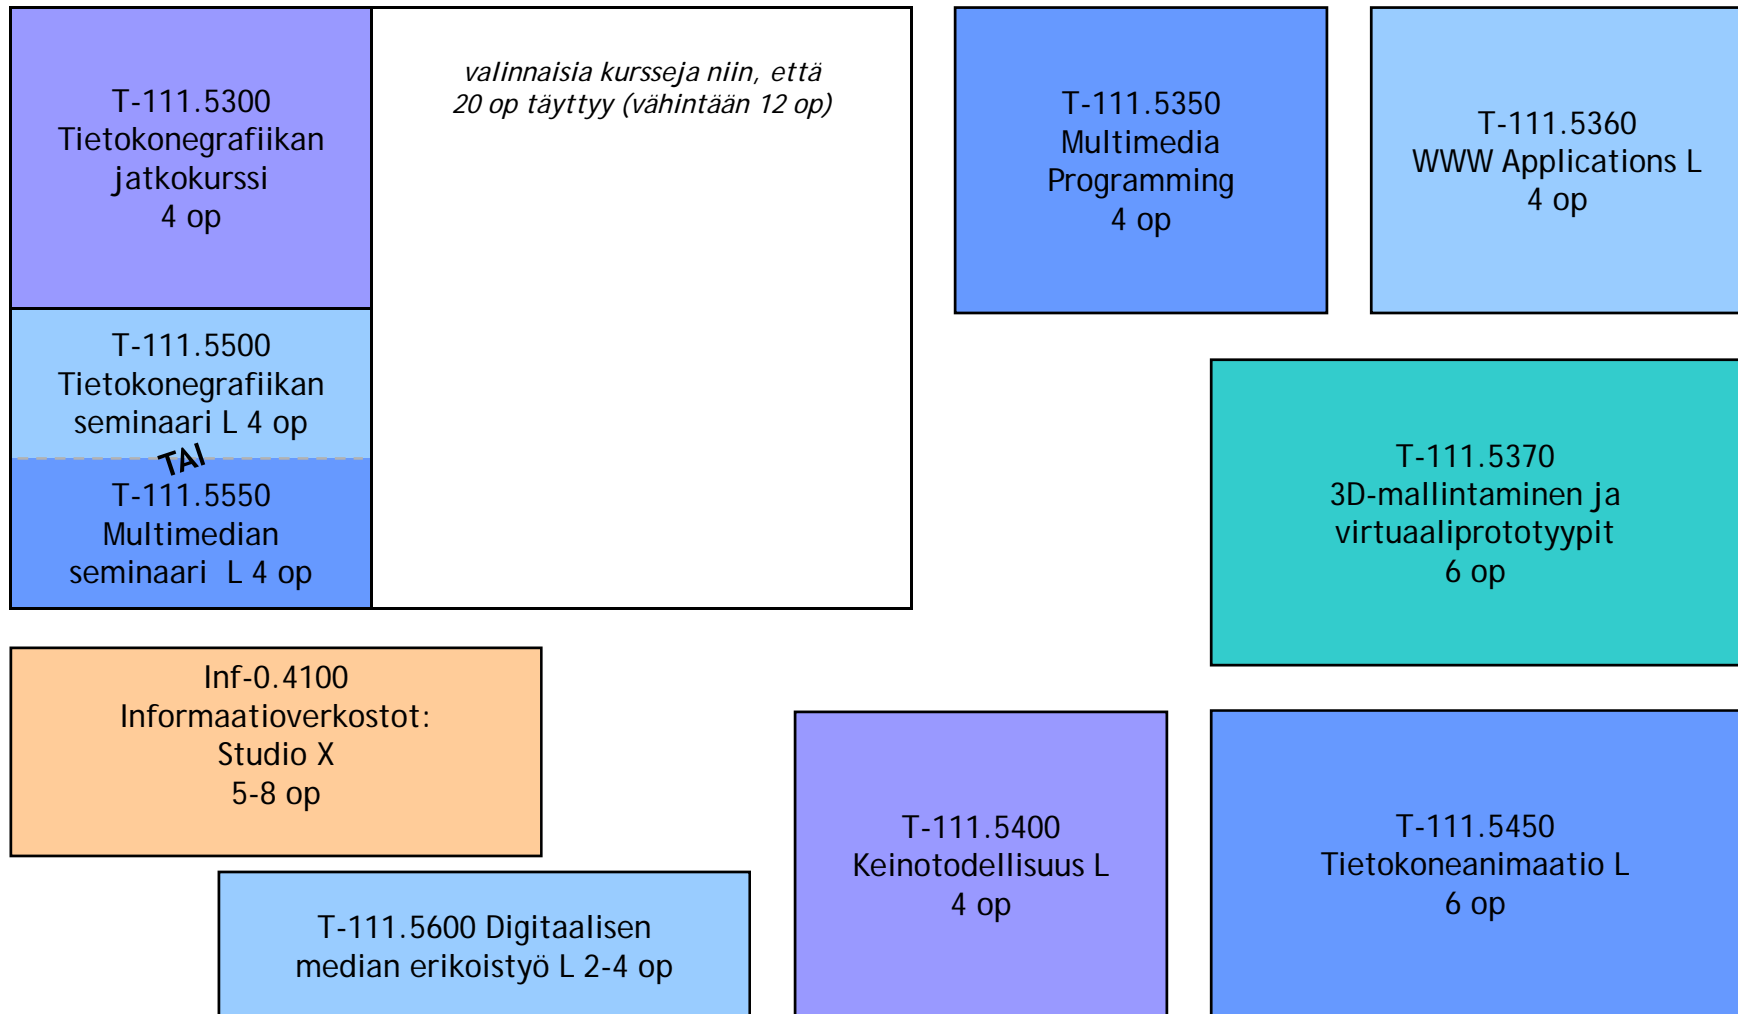 T-111.5300
Tietokonegrafiikan
jatkokurssi
4 op
valinnaisia kursseja niin, että
20 op täyttyy (vähintään 12 op)
T-111.5350
Multimedia
Programming
4 op
T-111.5360
WWW Applications L
4 op
T-111.5500
Tietokonegrafiikan
seminaari L 4 op
TAI
T-111.5550
Multimedian
seminaari L 4 op
T-111.5370
3D-mallintaminen ja
virtuaaliprototyypit
6 op
Inf-0.4100
Informaatioverkostot:
Studio X
5-8 op
T-111.5400
Keinotodellisuus L
4 op
T-111.5450
Tietokoneanimaatio L
6 op
T-111.5600 Digitaalisen
median erikoistyö L 2-4 op